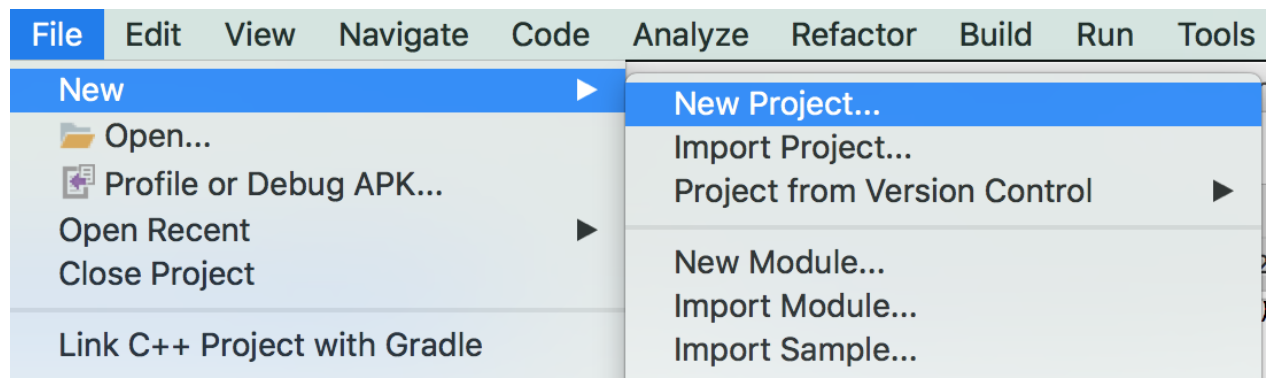 File Edit View Navigate Code Analyze Refactor Build Run Tools
New
Open...
Profile or Debug APK...
Open Recent
Close Project
Link C++ Project with Gradle
New Project...
Import Project...
Project from Version Control
New Module...
Import Module...
Import Sample...